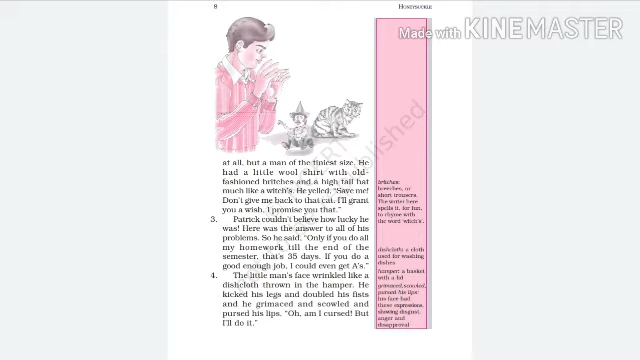 8
HONEYSUCKLE
Made with KINEMASTER
at all, but a man of the tiniest size. He
had a little wool shirt with old-
fashioned britches and a high tall hat
much like a witch's. He yelled, "Save me!
Don't give me back to that cat. I'll grant
you a wish, I promise you that."
3. Patrick couldn't believe how lucky he
was! Here was the answer to all of his
problems. So he said, "Only if you do all
my homework till the end of the
semester, that's 35 days. If you do a
good enough job, I could even get A's."
4. The little man's face wrinkled like a
dishcloth thrown in the hamper. He
kicked his legs and doubled his fists
and he grimaced and scowled and
pursed his lips, "Oh, am I cursed! But
I'll do it."
britches:
breeches, or short
trousers.
The writer here
spells it, for fun,
to rhyme with
the word 'witch's'.
dishcloth: a cloth
used for washing
dishes
hamper: a basket
with a lid
grimaced, scowled,
pursed his lips:
his face had
these expressions,
showing disgust,
anger and
disapproval
published